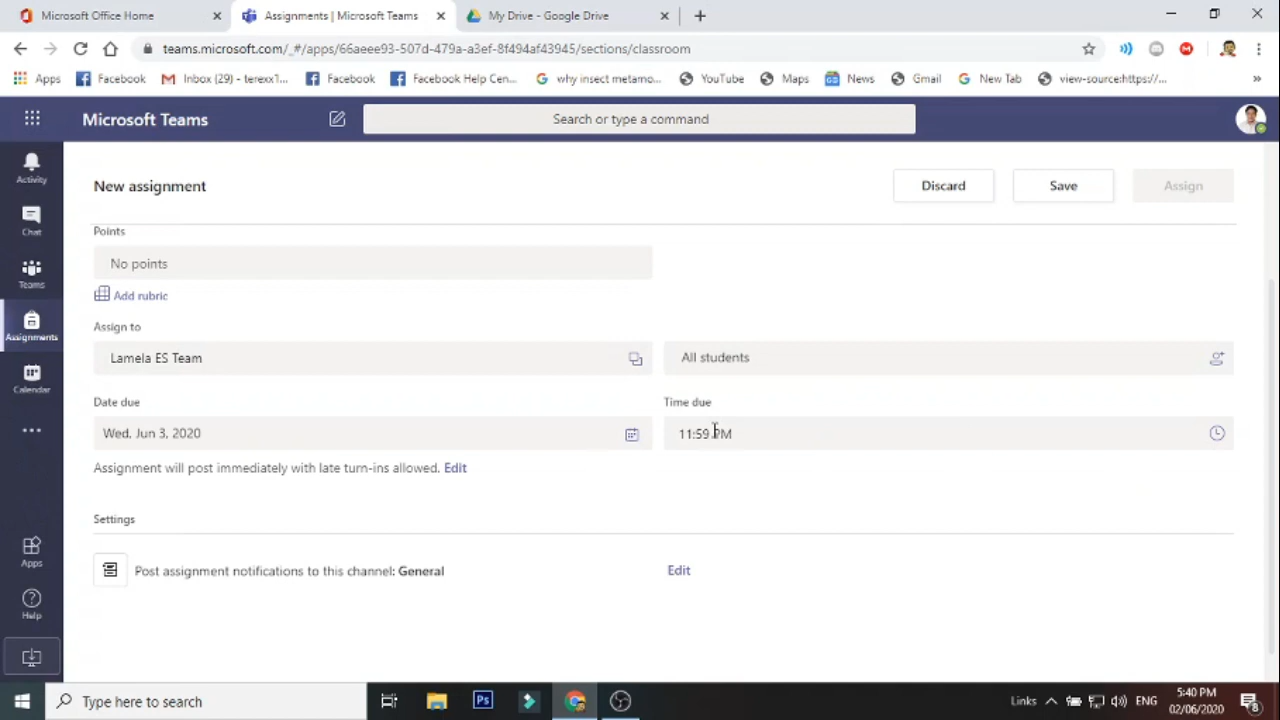 Microsoft Office Home
Assignments | Microsoft Teams
My Drive - Google Drive
teams.microsoft.com/_#/apps/66aeee93-507d-479a-a3ef-8f494af43945/sections/classroom
Apps
Facebook
Inbox (29) - terexx1...
Facebook
Facebook Help Cen...
why insect metamo...
YouTube
Maps
News
Gmail
New Tab
view-source:https://...
Microsoft Teams
Search or type a command
Activity
Chat
Teams
Assignments
Calendar
Apps
Help
New assignment
Discard
Save
Assign
Points
No points
Add rubric
Assign to
Lamela ES Team
All students
Date due
Time due
Wed, Jun 3, 2020
11:59 PM
Assignment will post immediately with late turn-ins allowed. Edit
Settings
Post assignment notifications to this channel: General
Edit
Type here to search
Ps
Links
ENG
5:40 PM
02/06/2020
8